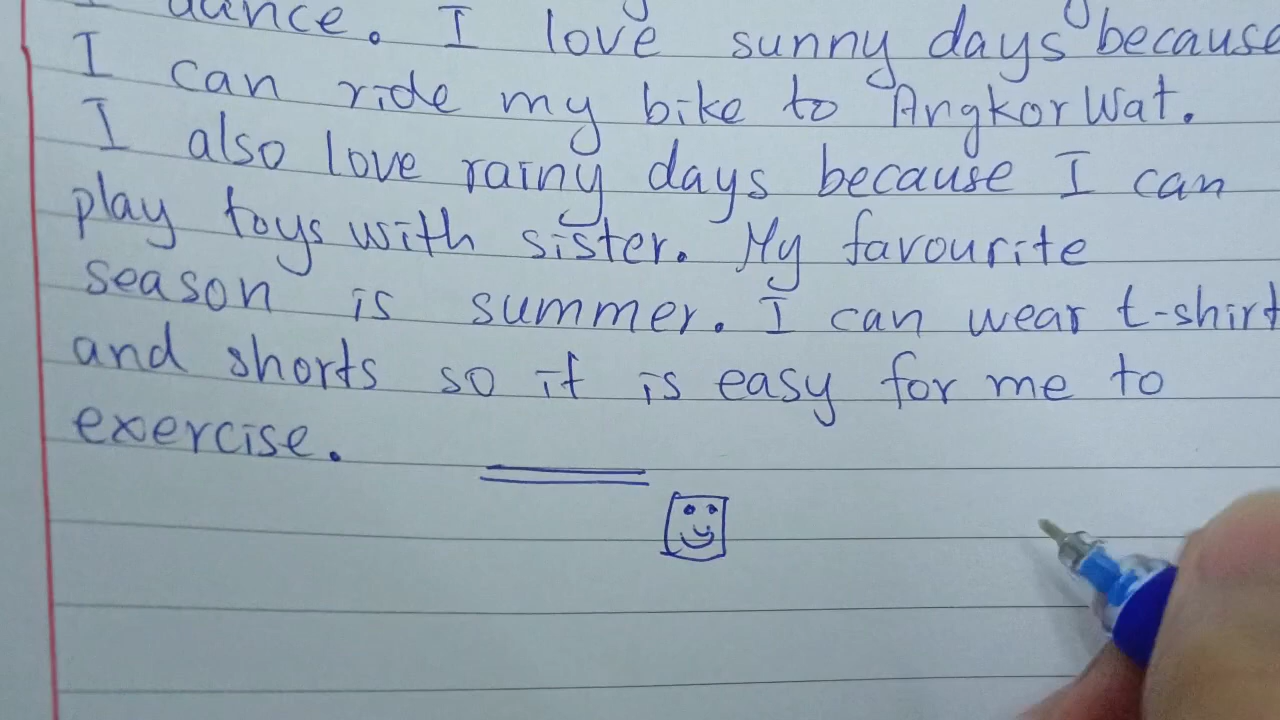 dance. I love sunny days because
I can ride my bike to Angkor Wat.
I also love rainy days because I can
play toys with sister. My favourite
season is summer. I can wear t-shirt
and shorts so it is easy for me to
exercise.